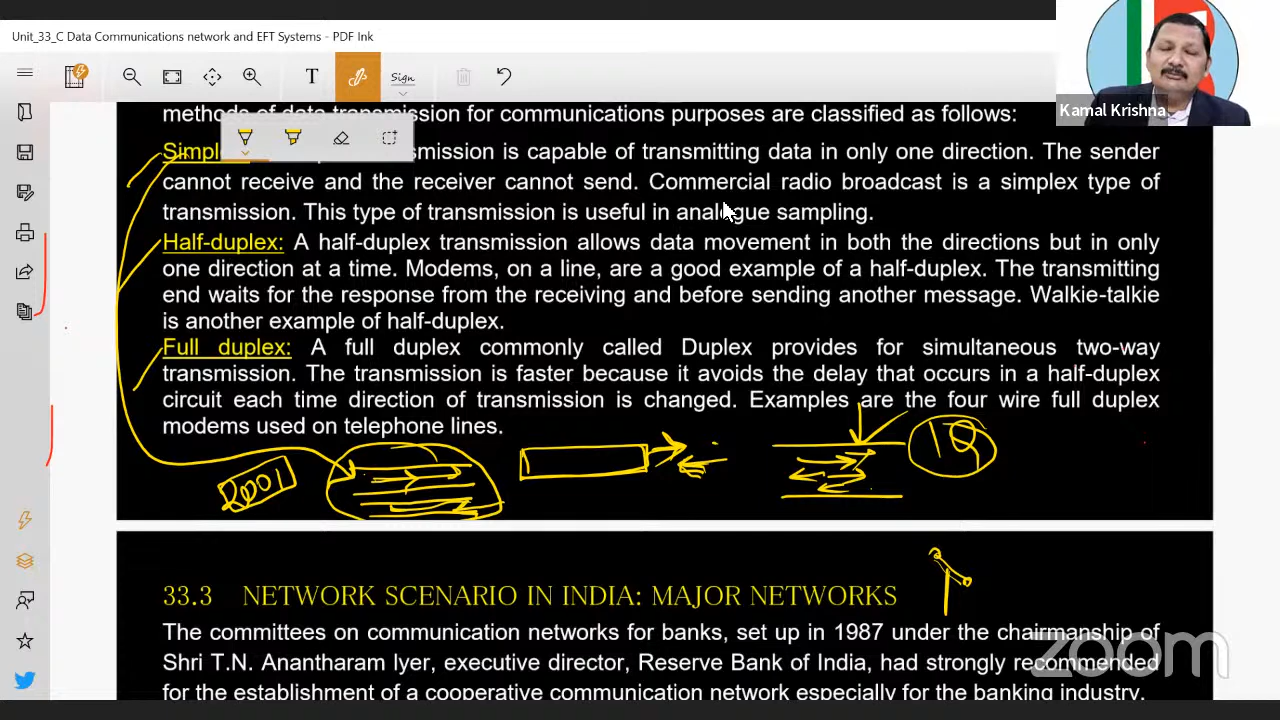 Unit_33_C Data Communications network and EFT Systems - PDF Ink
T
Sign
Kamal Krishna
methods of data transmission for communications purposes are classified as follows:
Simpl mission is capable of transmitting data in only one direction. The sender
cannot receive and the receiver cannot send. Commercial radio broadcast is a simplex type of
transmission. This type of transmission is useful in analogue sampling.
Half-duplex: A half-duplex transmission allows data movement in both the directions but in only
one direction at a time. Modems, on a line, are a good example of a half-duplex. The transmitting
end waits for the response from the receiving and before sending another message. Walkie-talkie
is another example of half-duplex.
Full duplex: A full duplex commonly called Duplex provides for simultaneous two-way
transmission. The transmission is faster because it avoids the delay that occurs in a half-duplex
circuit each time direction of transmission is changed. Examples are the four wire full duplex
modems used on telephone lines.
33.3 NETWORK SCENARIO IN INDIA: MAJOR NETWORKS
The committees on communication networks for banks, set up in 1987 under the chairmanship of
Shri T.N. Anantharam Iyer, executive director, Reserve Bank of India, had strongly recommended
for the establishment of a cooperative communication network especially for the banking industry.
zoom